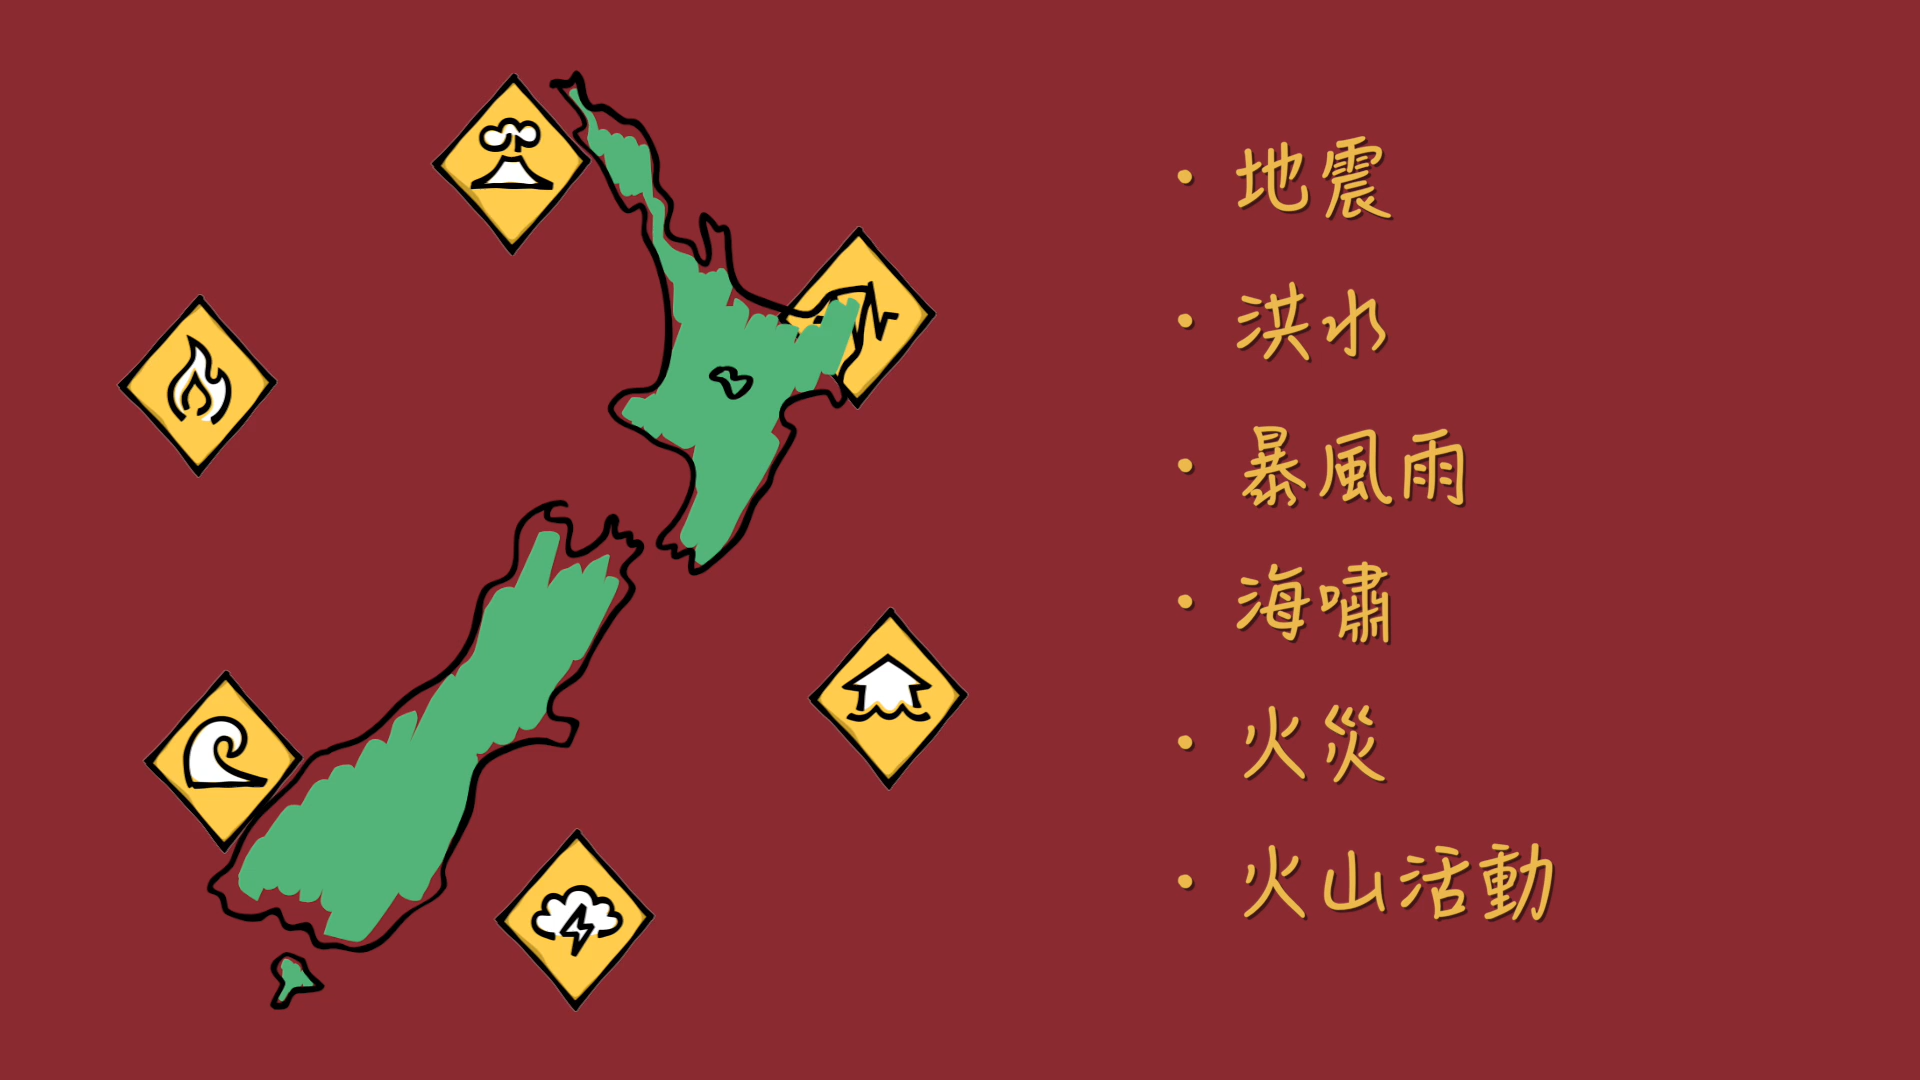 · 地震
· 洪水
· 暴風雨
· 海嘯
· 火災
· 火山活動